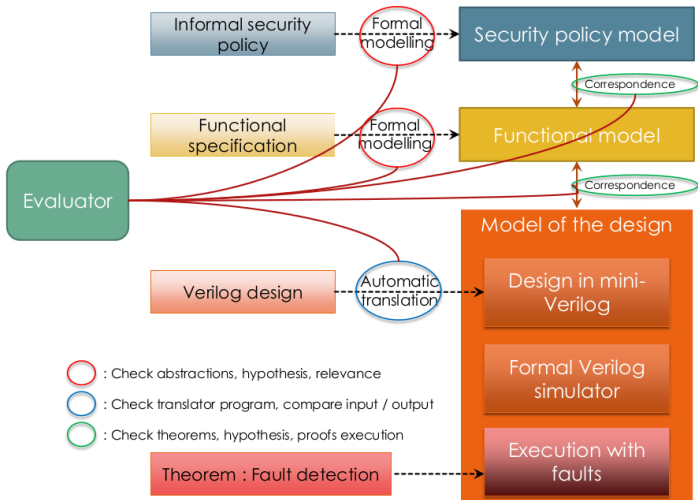 Informal security
policy
Formal
modelling
Security policy model
Correspondence
Functional
specification
Formal
modelling
Functional model
Evaluator
Correspondence
Model of the design
Verilog design
Automatic
translation
Design in mini-
Verilog
Formal Verilog
simulator
: Check abstractions, hypothesis, relevance
: Check translator program, compare input / output
: Check theorems, hypothesis, proofs execution
Theorem : Fault detection
Execution with
faults